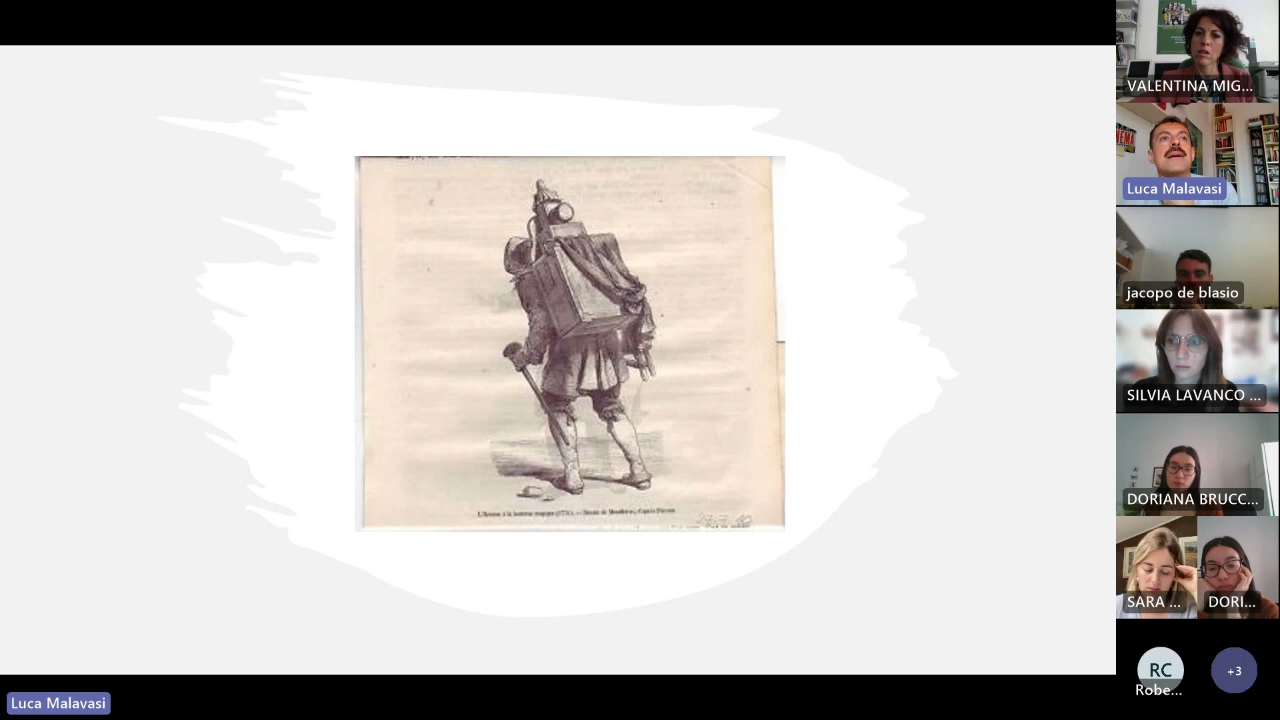 VALENTINA MIG...
Luca Malavasi
jacopo de blasio
SILVIA LAVANCO ...
DORIANA BRUCC...
SARA ...
DORI...
RC
Robe...
+3
Luca Malavasi